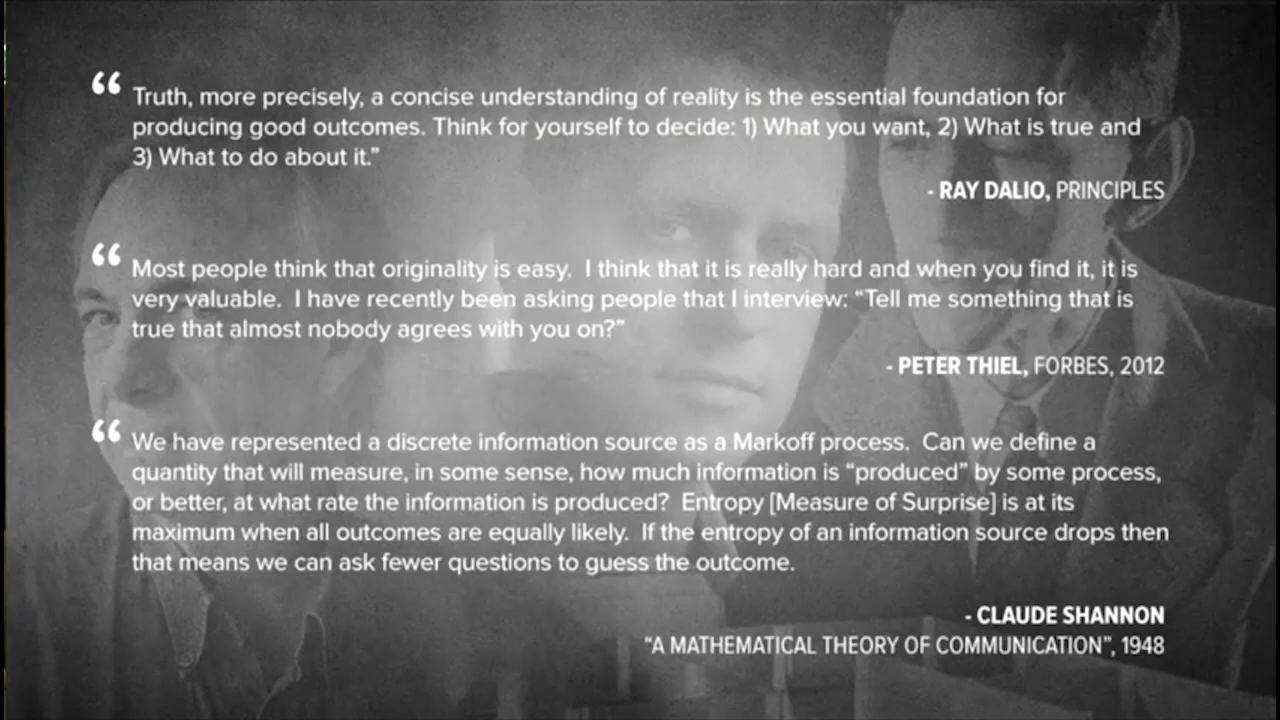 “ Truth, more precisely, a concise understanding of reality is the essential foundation for
producing good outcomes. Think for yourself to decide: 1) What you want, 2) What is true and
3) What to do about it.”
- RAY DALIO, PRINCIPLES
“ Most people think that originality is easy.  I think that it is really hard and when you find it, it is
very valuable.  I have recently been asking people that I interview: “Tell me something that is
true that almost nobody agrees with you on?”
- PETER THIEL, FORBES, 2012
“ We have represented a discrete information source as a Markoff process.  Can we define a
quantity that will measure, in some sense, how much information is “produced” by some process,
or better, at what rate the information is produced?  Entropy [Measure of Surprise] is at its
maximum when all outcomes are equally likely.  If the entropy of an information source drops then
that means we can ask fewer questions to guess the outcome.
- CLAUDE SHANNON
“A MATHEMATICAL THEORY OF COMMUNICATION”, 1948